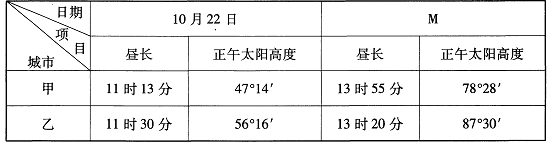 日期
项目
城市
10月22日 M
昼长 正午太阳高度 昼长 正午太阳高度
甲 11时13分 47°14′ 13时55分 78°28′
乙 11时30分 56°16′ 13时20分 87°30′